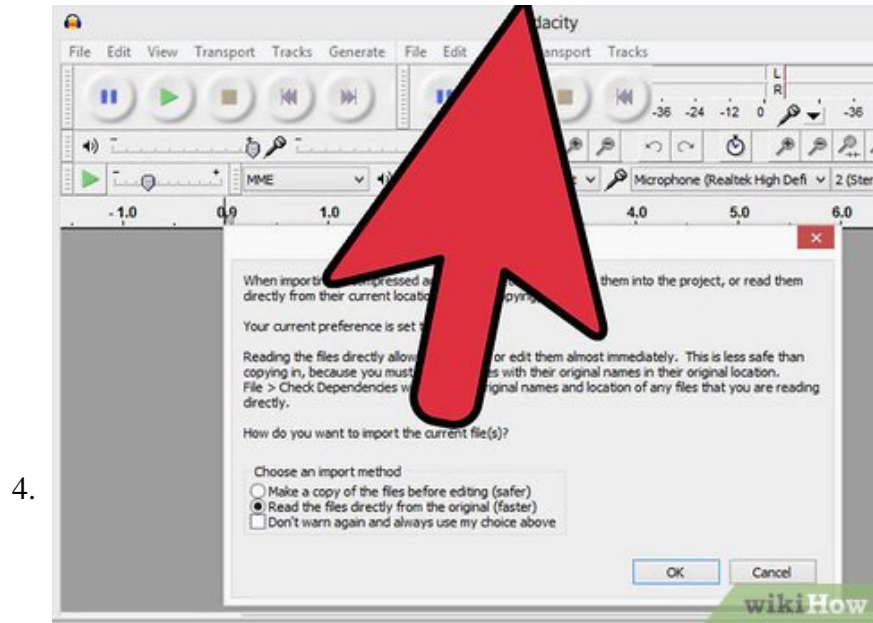 dacity
File Edit View Transport Tracks Generate File Edit ansport Tracks
L
R
-36 -24 -12 0 -36
MME Microphone (Realtek High Defi 2 (Ster
- 1.0 0.0 1.0 4.0 5.0 6.0
When importin mpressed a them into the project, or read them
directly from their current locatio opying
Your current preference is set t
Reading the files directly allow or edit them almost immediately. This is less safe than
copying in, because you must es with their original names in their original location.
File > Check Dependencies w riginal names and location of any files that you are reading
directly.
How do you want to import the current file(s)?
Choose an import method
Make a copy of the files before editing (safer)
Read the files directly from the original (faster)
Don't warn again and always use my choice above
4.
OK Cancel
wikiHow